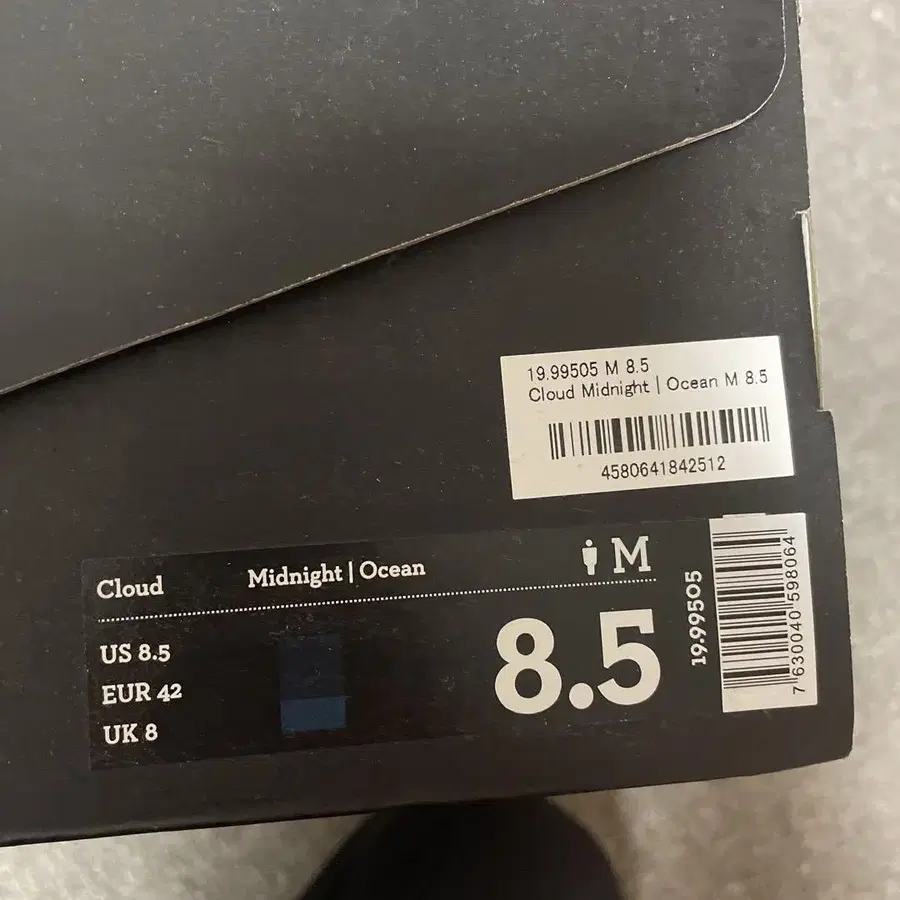 19.99505 M 8.5
Cloud Midnight | Ocean M 8.5
4580641842512
Cloud
Midnight | Ocean
M
US 8.5
EUR 42
UK 8
8.5
19.99505
7 630040 598064